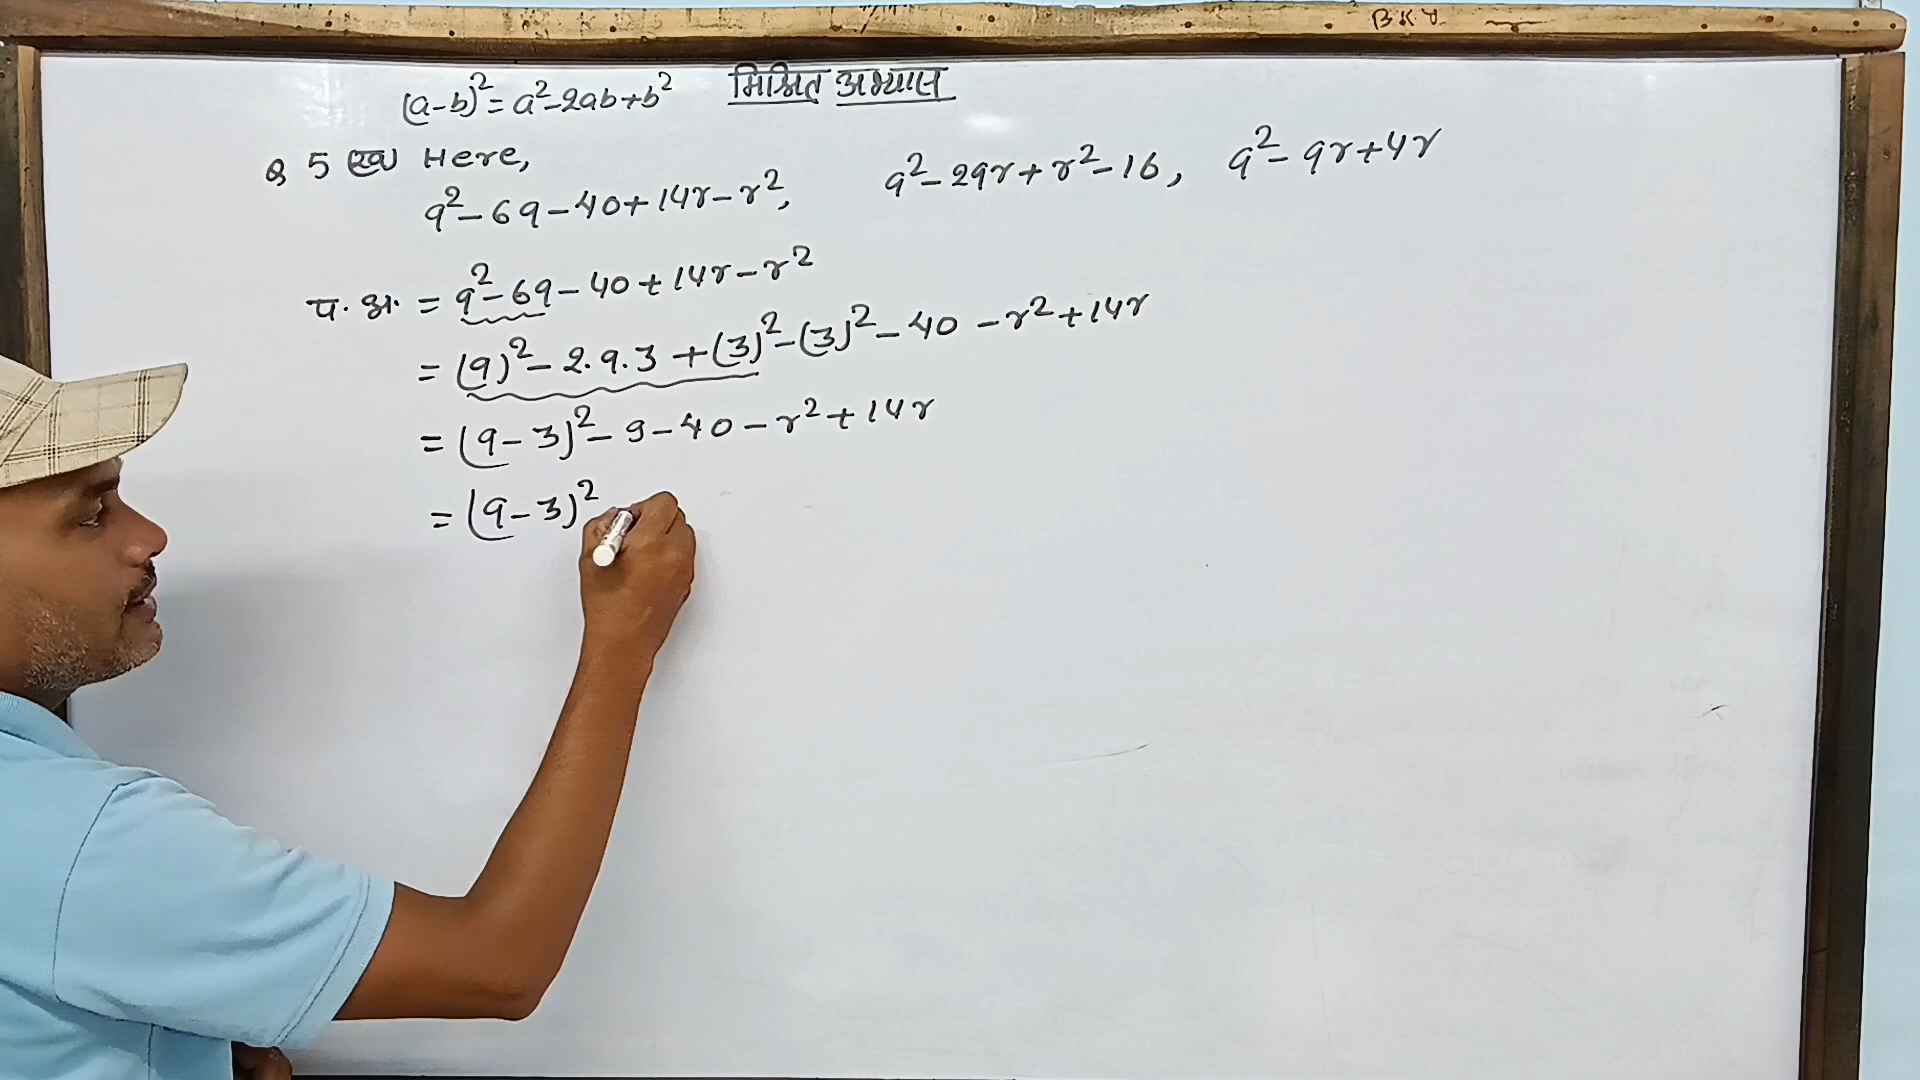 BKY
(a-b)²=a²-2ab+b² मिश्रित अभ्यास
Q 5 ख) Here,
q²-6q-40+14r-r², q²-2qr+r²-16, q²-qr+4r
प.अ. = q²-6q-40+14r-r²
= (q)²-2.q.3+(3)²-(3)²-40-r²+14r
= (q-3)²-9-40-r²+14r
= (q-3)²